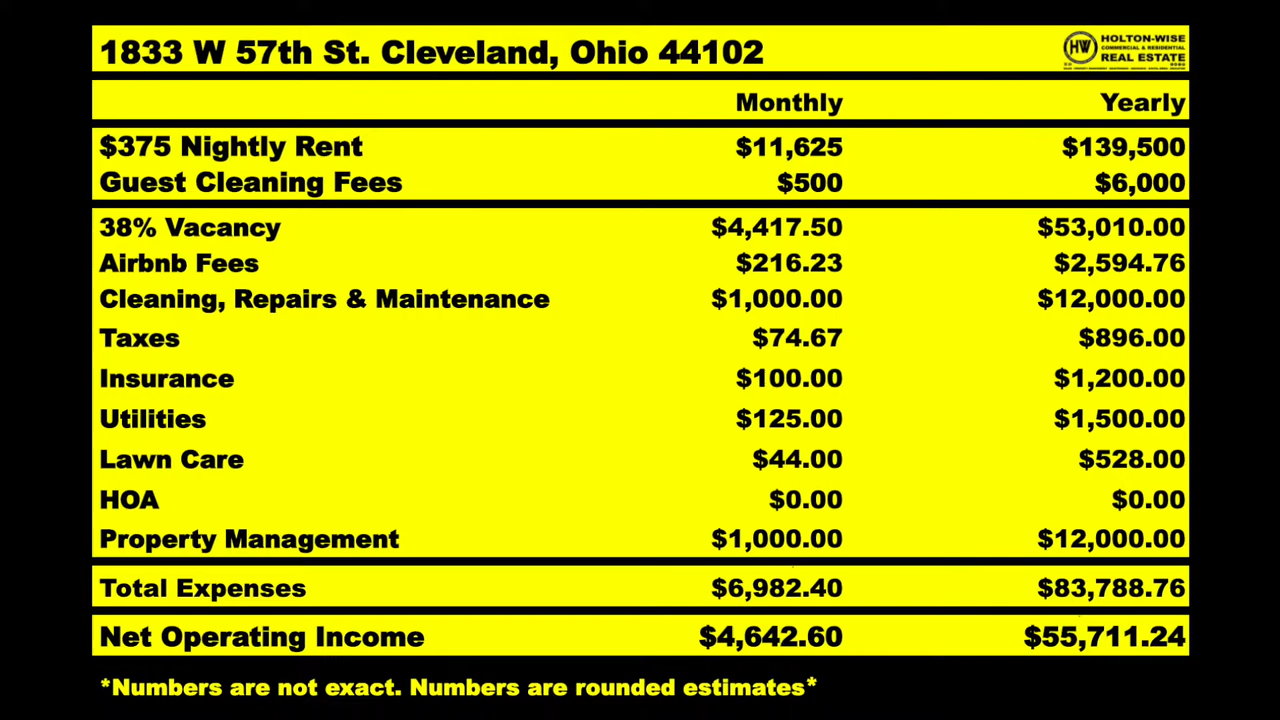 1833 W 57th St. Cleveland, Ohio 44102
HW
HOLTON-WISE
COMMERCIAL & RESIDENTIAL
REAL ESTATE
Monthly Yearly
$375 Nightly Rent $11,625 $139,500
Guest Cleaning Fees $500 $6,000
38% Vacancy $4,417.50 $53,010.00
Airbnb Fees $216.23 $2,594.76
Cleaning, Repairs & Maintenance $1,000.00 $12,000.00
Taxes $74.67 $896.00
Insurance $100.00 $1,200.00
Utilities $125.00 $1,500.00
Lawn Care $44.00 $528.00
HOA $0.00 $0.00
Property Management $1,000.00 $12,000.00
Total Expenses $6,982.40 $83,788.76
Net Operating Income $4,642.60 $55,711.24
*Numbers are not exact. Numbers are rounded estimates*